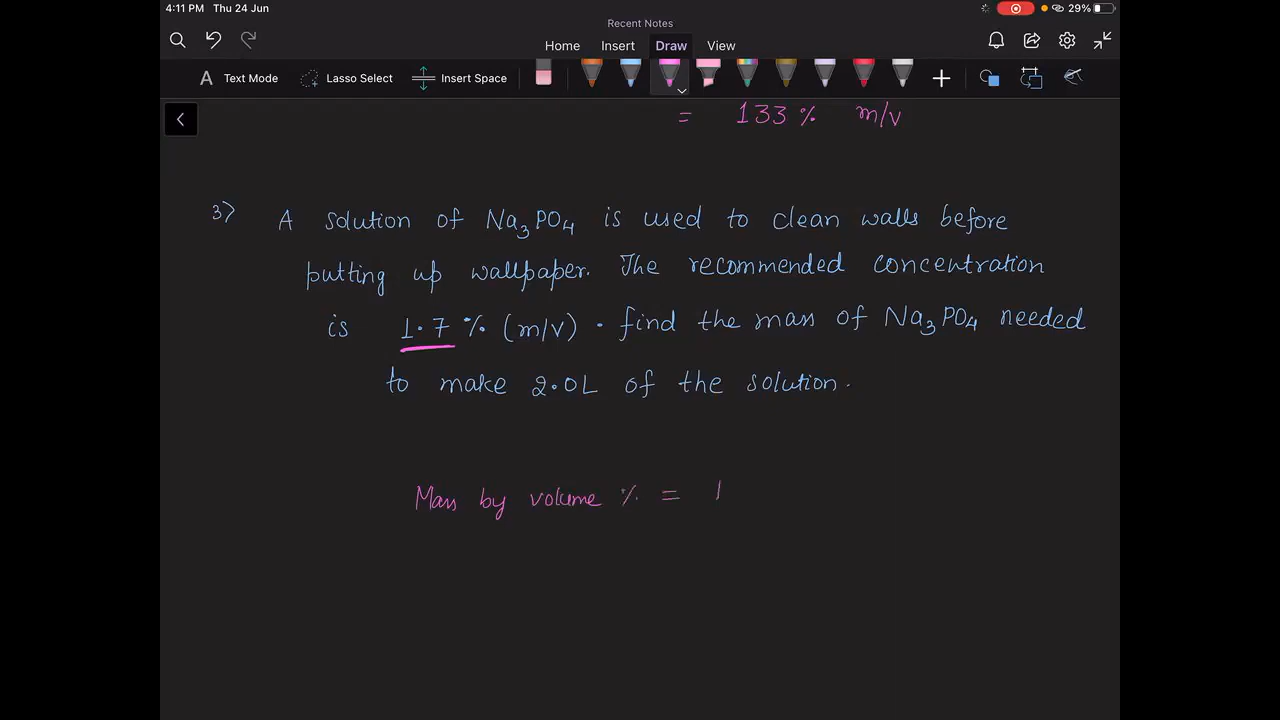 4:11 PM Thu 24 Jun 29%
Recent Notes
Home Insert Draw View
Text Mode Lasso Select Insert Space
= 133 % m/v
3) A solution of Na₃PO₄ is used to clean walls before
putting up wallpaper. The recommended concentration
is 1.7 % (m/v). find the mass of Na₃PO₄ needed
to make 2.0L of the solution.
Mass by volume % = 1